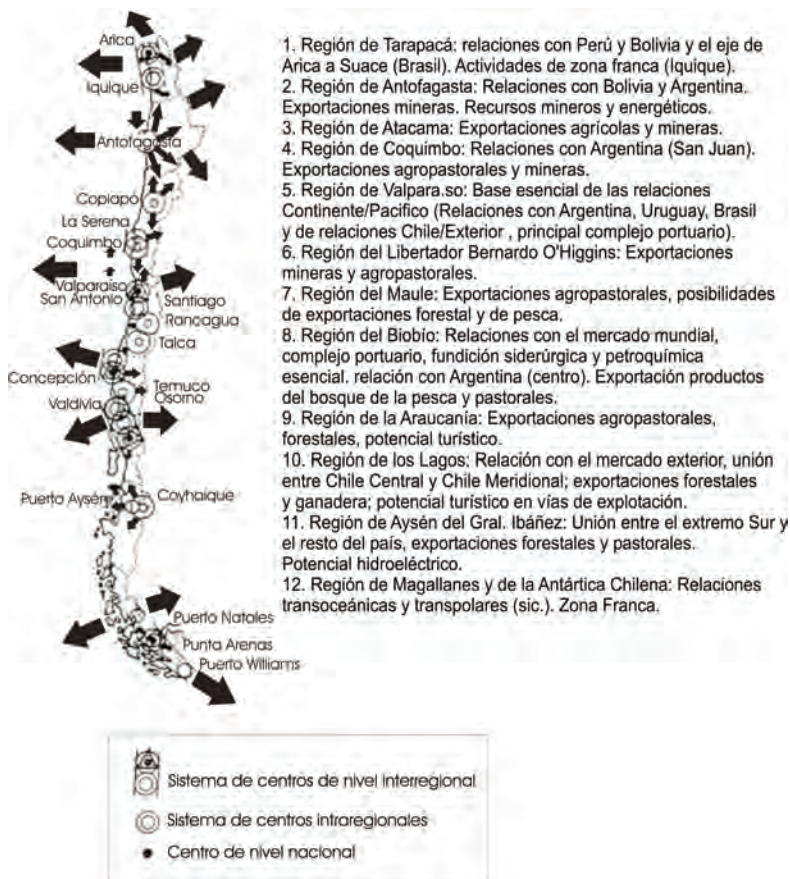 Arica
Iquique
Antofagasta
Copiapo
La Serena
Coquimbo
Valparaiso
San Antonio
Santiago
Rancagua
Talca
Concepción
Temuco
Osorno
Valdivia
Puerto Aysén
Coyhaique
Puerto Natales
Punta Arenas
Puerto Williams
1. Región de Tarapacá: relaciones con Perú y Bolivia y el eje de
Arica a Suace (Brasil). Actividades de zona franca (Iquique).
2. Región de Antofagasta: Relaciones con Bolivia y Argentina.
Exportaciones mineras. Recursos mineros y energéticos.
3. Región de Atacama: Exportaciones agrícolas y mineras.
4. Región de Coquimbo: Relaciones con Argentina (San Juan).
Exportaciones agropastorales y mineras.
5. Región de Valpara.so: Base esencial de las relaciones
Continente/Pacifico (Relaciones con Argentina, Uruguay, Brasil
y de relaciones Chile/Exterior , principal complejo portuario).
6. Región del Libertador Bernardo O'Higgins: Exportaciones
mineras y agropastorales.
7. Región del Maule: Exportaciones agropastorales, posibilidades
de exportaciones forestal y de pesca.
8. Región del Biobío: Relaciones con el mercado mundial,
complejo portuario, fundición siderúrgica y petroquímica
esencial. relación con Argentina (centro). Exportación productos
del bosque de la pesca y pastorales.
9. Región de la Araucanía: Exportaciones agropastorales,
forestales, potencial turístico.
10. Región de los Lagos: Relación con el mercado exterior, unión
entre Chile Central y Chile Meridional; exportaciones forestales
y ganadera; potencial turístico en vías de explotación.
11. Región de Aysén del Gral. Ibáñez: Unión entre el extremo Sur y
el resto del país, exportaciones forestales y pastorales.
Potencial hidroeléctrico.
12. Región de Magallanes y de la Antártica Chilena: Relaciones
transoceánicas y transpolares (sic.). Zona Franca.
Sistema de centros de nivel interregional
Sistema de centros intraregionales
Centro de nivel nacional